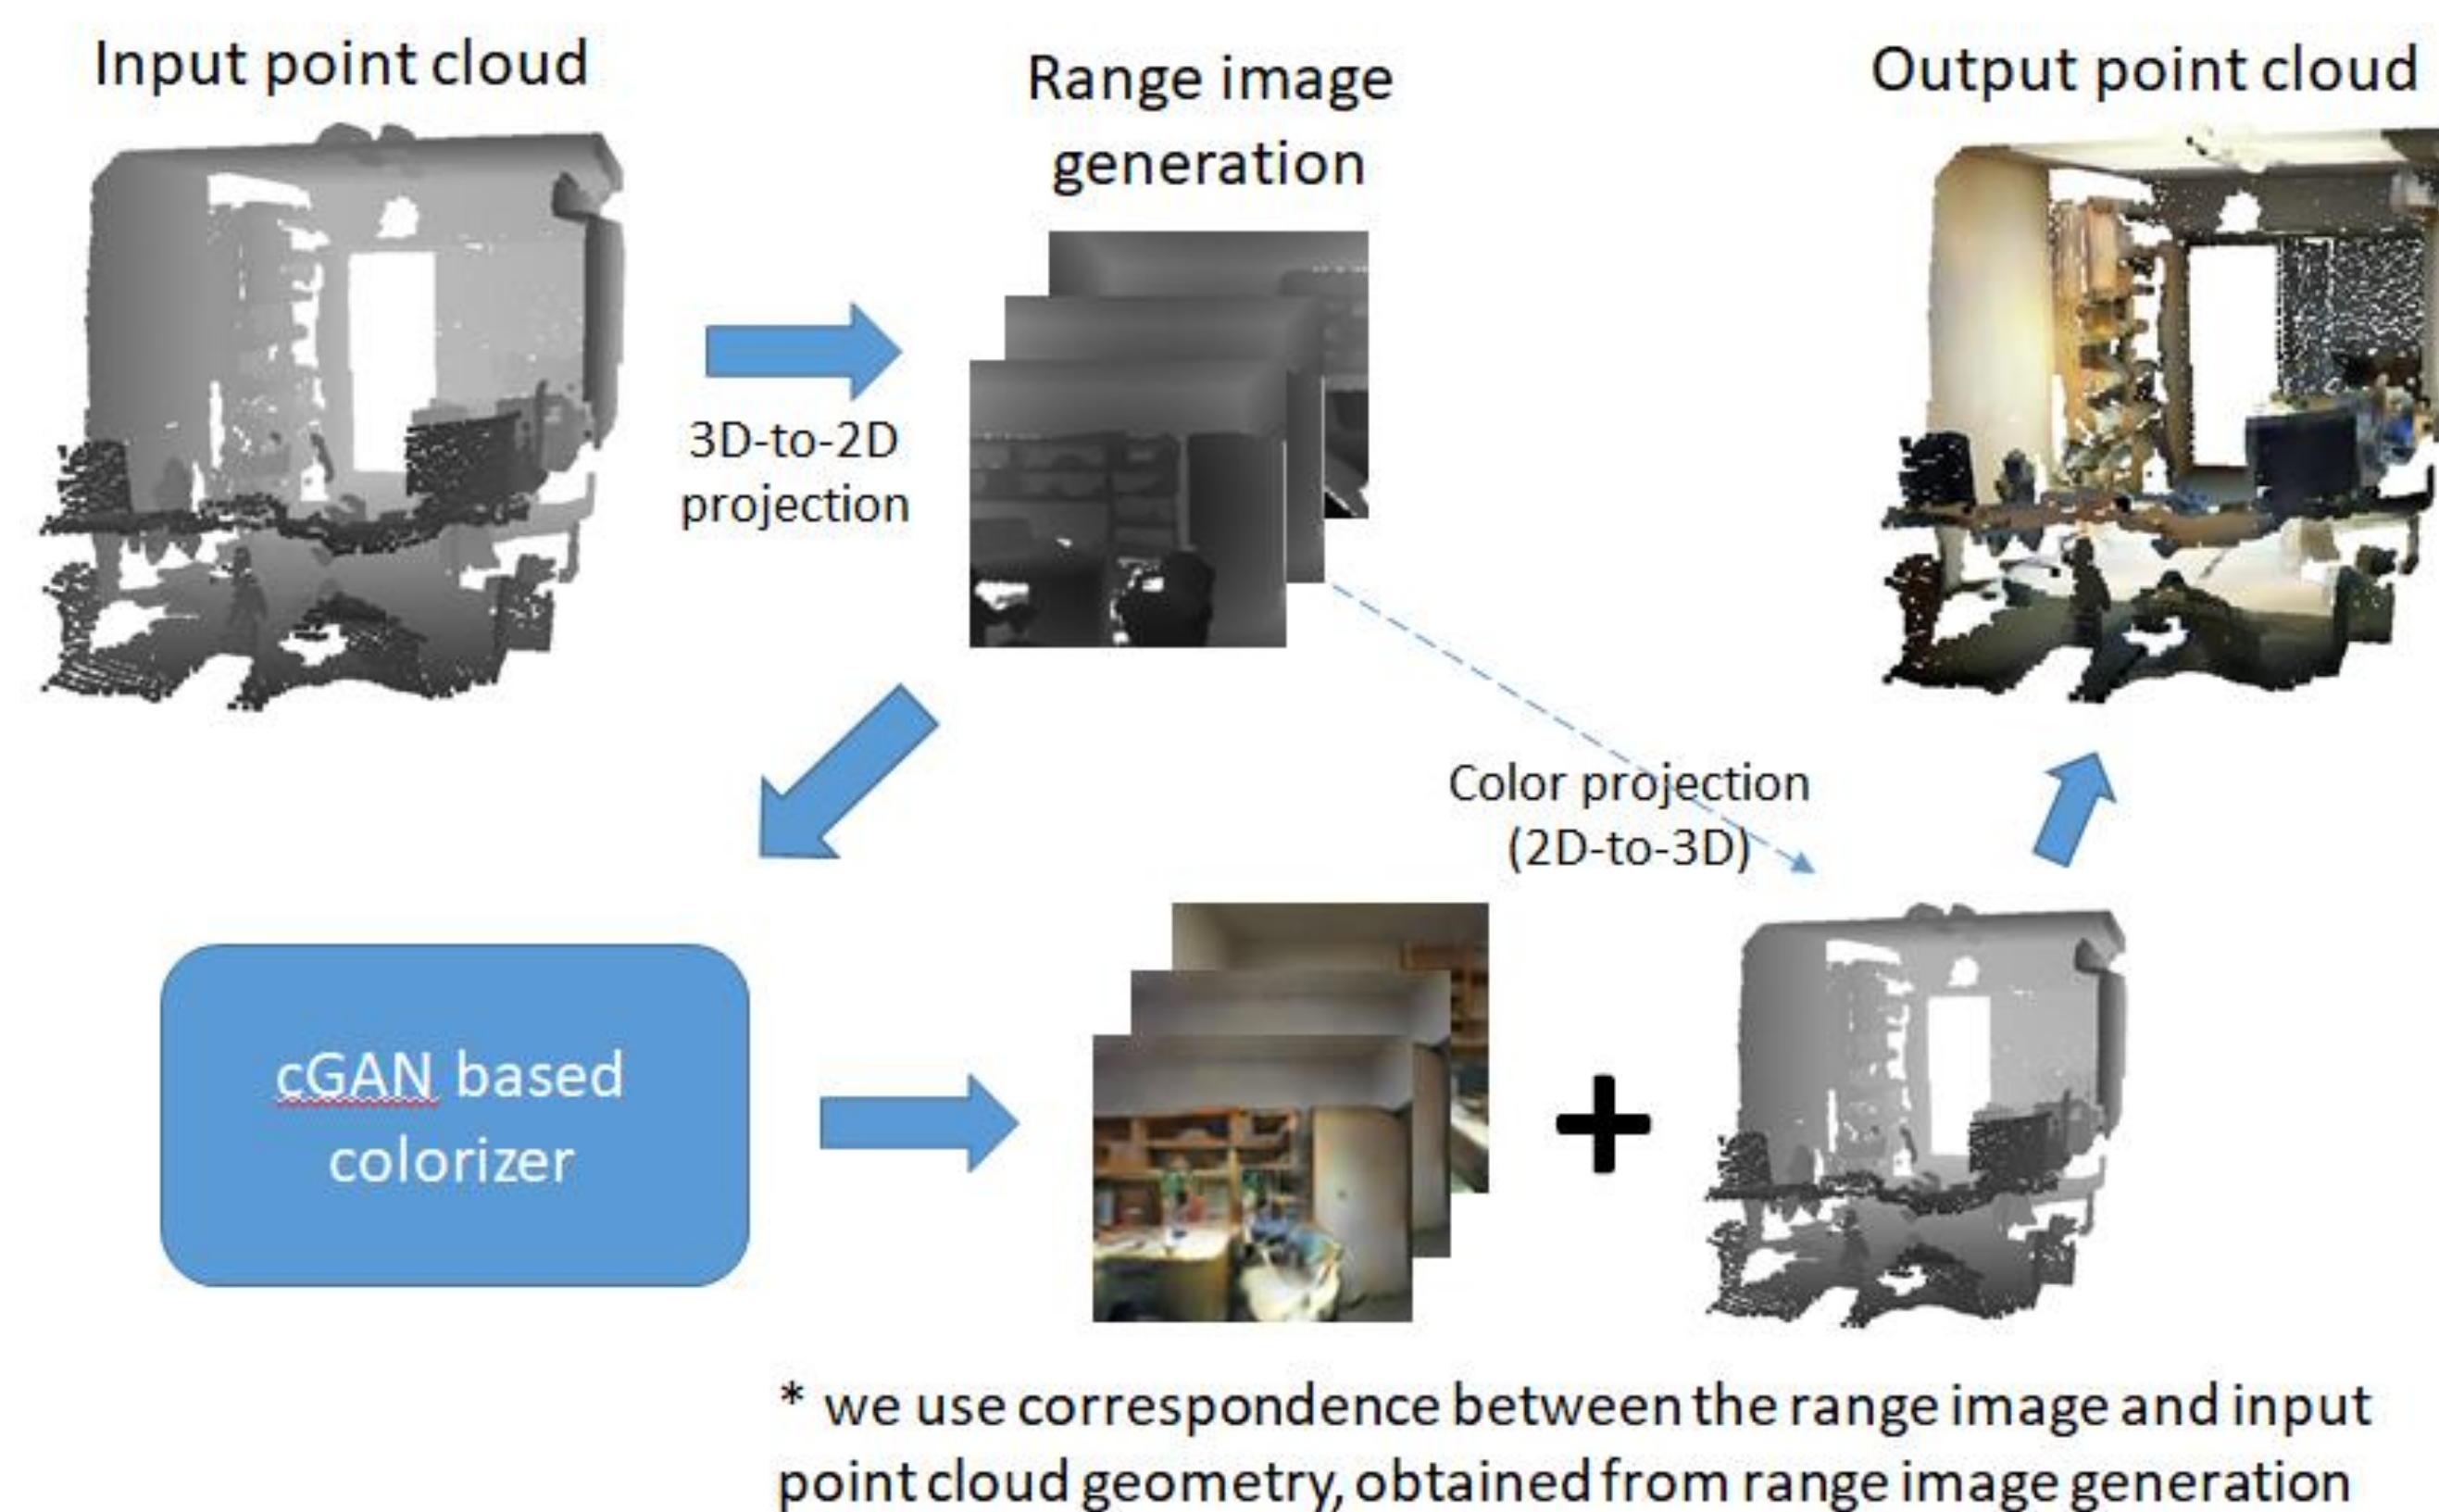 Input point cloud
Range image
generation
Output point cloud
3D-to-2D
projection
Color projection
(2D-to-3D)
cGAN based
colorizer
* we use correspondence between the range image and input
point cloud geometry, obtained from range image generation